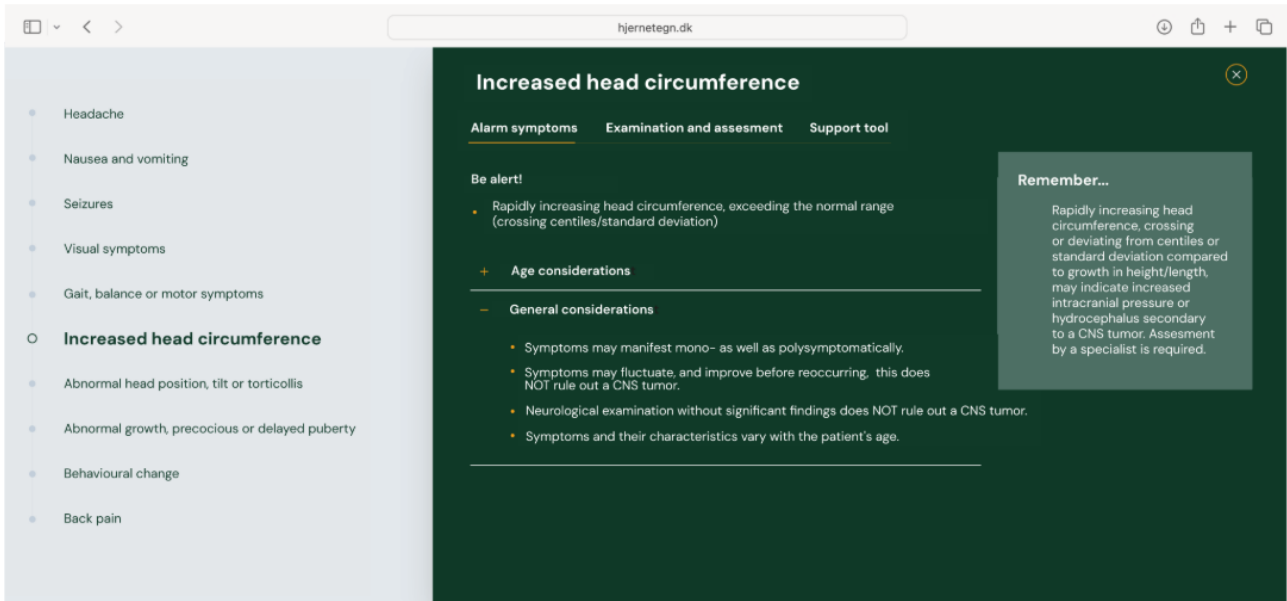 hjernetegn.dk
Headache
Nausea and vomiting
Seizures
Visual symptoms
Gait, balance or motor symptoms
Increased head circumference
Abnormal head position, tilt or torticollis
Abnormal growth, precocious or delayed puberty
Behavioural change
Back pain
Increased head circumference
Alarm symptoms
Examination and assesment
Support tool
Be alert!
Rapidly increasing head circumference, exceeding the normal range
(crossing centiles/standard deviation)
Age considerations
General considerations
Symptoms may manifest mono- as well as polysymptomatically.
Symptoms may fluctuate, and improve before reoccurring, this does
NOT rule out a CNS tumor.
Neurological examination without significant findings does NOT rule out a CNS tumor.
Symptoms and their characteristics vary with the patient's age.
Remember...
Rapidly increasing head
circumference, crossing
or deviating from centiles or
standard deviation compared
to growth in height/length,
may indicate increased
intracranial pressure or
hydrocephalus secondary
to a CNS tumor. Assesment
by a specialist is required.